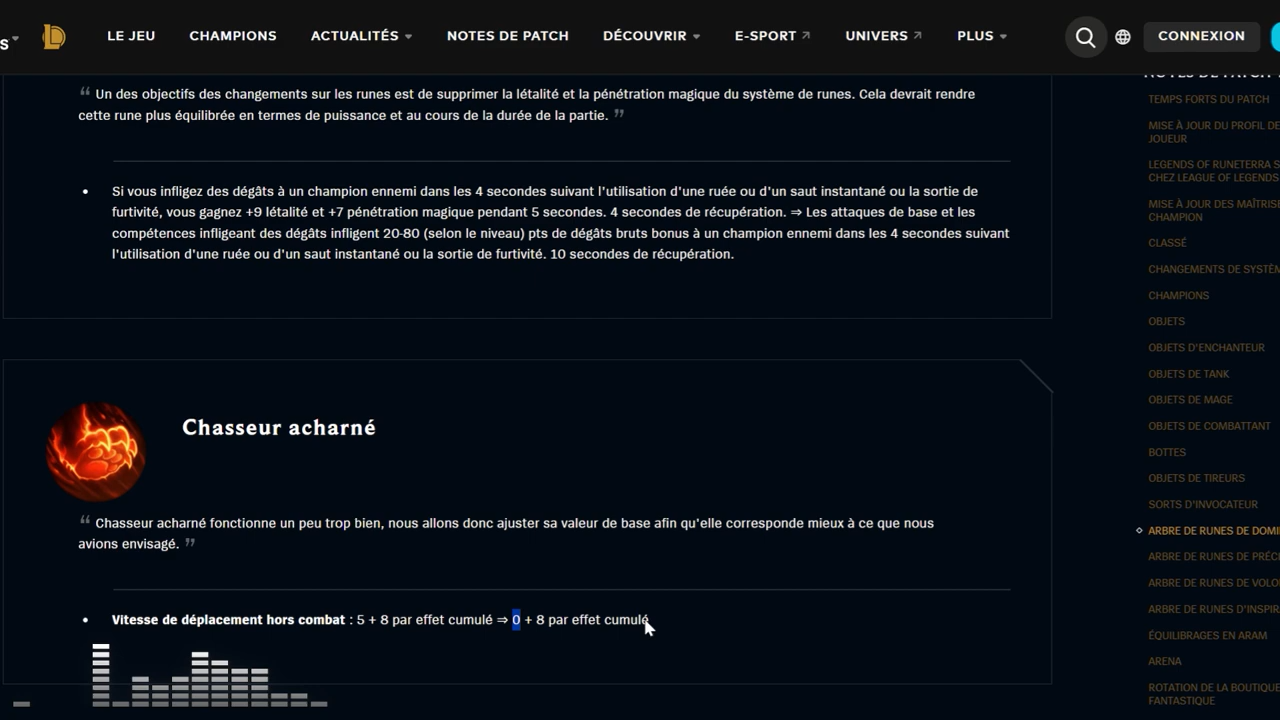 S
LE JEU CHAMPIONS ACTUALITÉS NOTES DE PATCH DÉCOUVRIR E-SPORT UNIVERS PLUS CONNEXION
“ Un des objectifs des changements sur les runes est de supprimer la létalité et la pénétration magique du système de runes. Cela devrait rendre
cette rune plus équilibrée en termes de puissance et au cours de la durée de la partie. ”
• Si vous infligez des dégâts à un champion ennemi dans les 4 secondes suivant l'utilisation d'une ruée ou d'un saut instantané ou la sortie de
furtivité, vous gagnez +9 létalité et +7 pénétration magique pendant 5 secondes. 4 secondes de récupération. ⇒ Les attaques de base et les
compétences infligeant des dégâts infligent 20-80 (selon le niveau) pts de dégâts bruts bonus à un champion ennemi dans les 4 secondes suivant
l'utilisation d'une ruée ou d'un saut instantané ou la sortie de furtivité. 10 secondes de récupération.
Chasseur acharné
“ Chasseur acharné fonctionne un peu trop bien, nous allons donc ajuster sa valeur de base afin qu'elle corresponde mieux à ce que nous
avions envisagé. ”
• Vitesse de déplacement hors combat : 5 + 8 par effet cumulé ⇒ 0 + 8 par effet cumulé
NOTES DE PATCH
TEMPS FORTS DU PATCH
MISE À JOUR DU PROFIL DE
JOUEUR
LEGENDS OF RUNETERRA S
CHEZ LEAGUE OF LEGENDS
MISE À JOUR DES MAÎTRISE
CHAMPION
CLASSÉ
CHANGEMENTS DE SYSTÈM
CHAMPIONS
OBJETS
OBJETS D'ENCHANTEUR
OBJETS DE TANK
OBJETS DE MAGE
OBJETS DE COMBATTANT
BOTTES
OBJETS DE TIREURS
SORTS D'INVOCATEUR
ARBRE DE RUNES DE DOMI
ARBRE DE RUNES DE PRÉC
ARBRE DE RUNES DE VOLO
ARBRE DE RUNES D'INSPIR
ÉQUILIBRAGES EN ARAM
ARENA
ROTATION DE LA BOUTIQUE
FANTASTIQUE